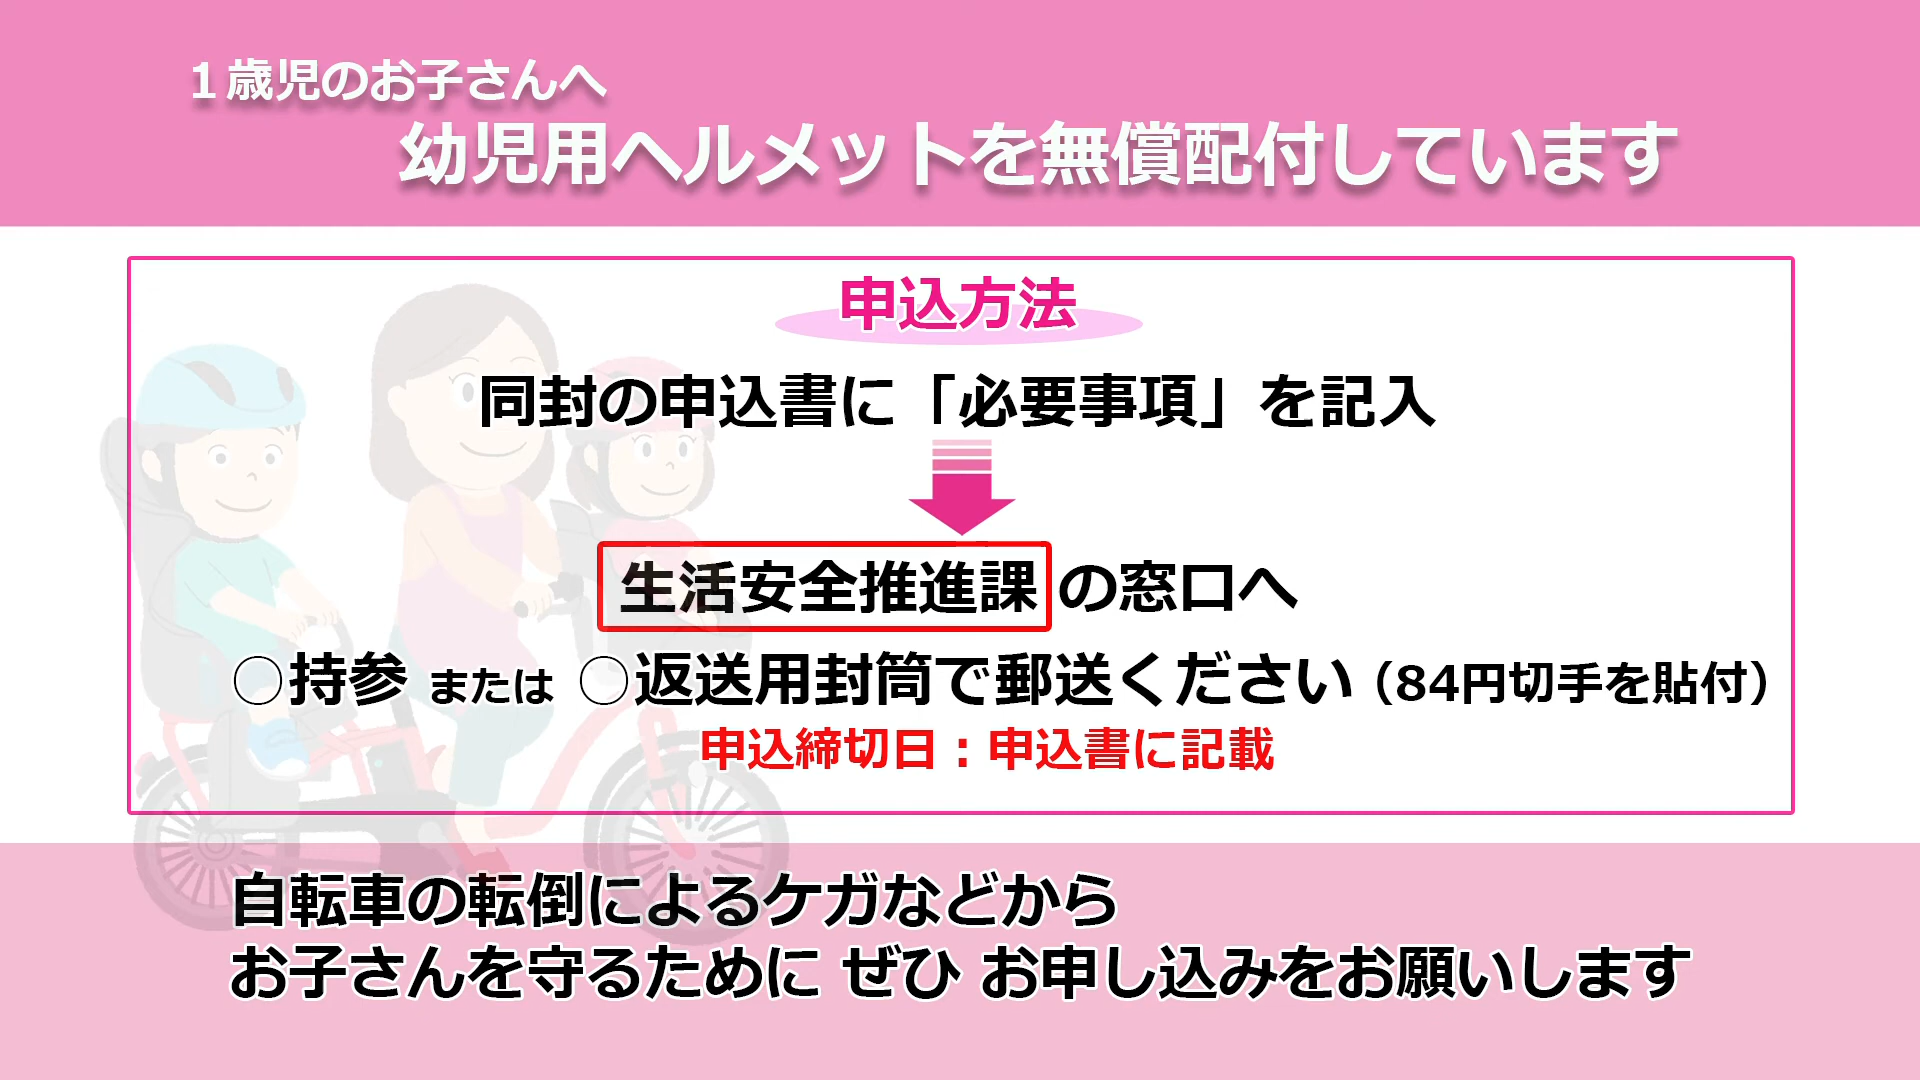 １歳児のお子さんへ
幼児用ヘルメットを無償配付しています
申込方法
同封の申込書に「必要事項」を記入
生活安全推進課の窓口へ
○持参 または ○返送用封筒で郵送ください（84円切手を貼付）
申込締切日：申込書に記載
自転車の転倒によるケガなどから
お子さんを守るために ぜひ お申し込みをお願いします